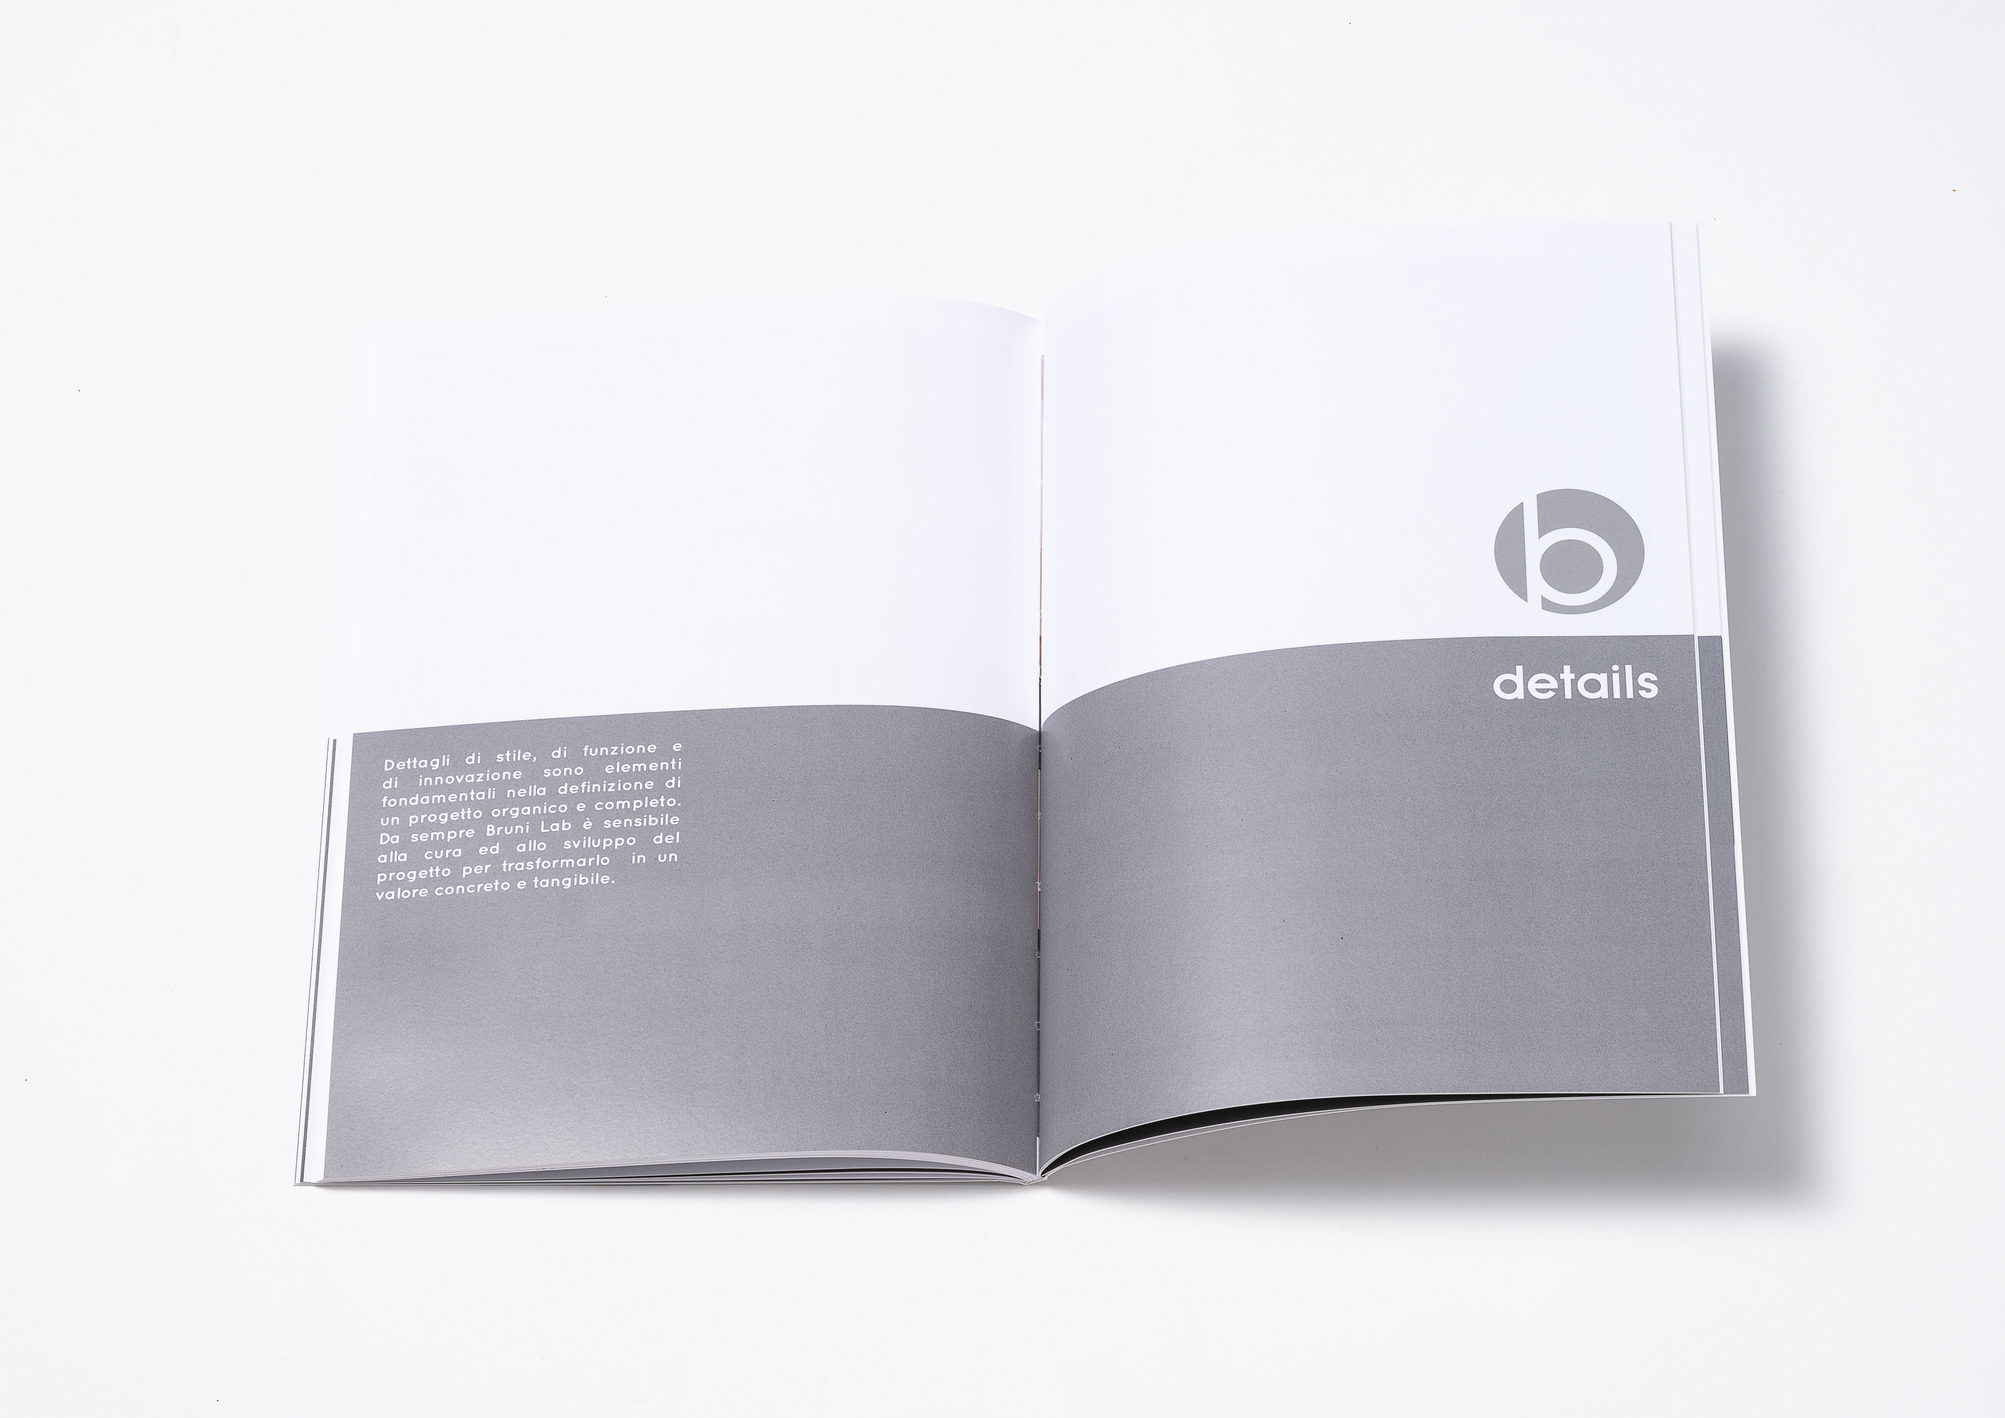 Dettagli di stile, di funzione e
di innovazione sono elementi
fondamentali nella definizione di
un progetto organico e completo.
Da sempre Bruni Lab è sensibile
alla cura ed allo sviluppo del
progetto per trasformarlo in un
valore concreto e tangibile.
b
details